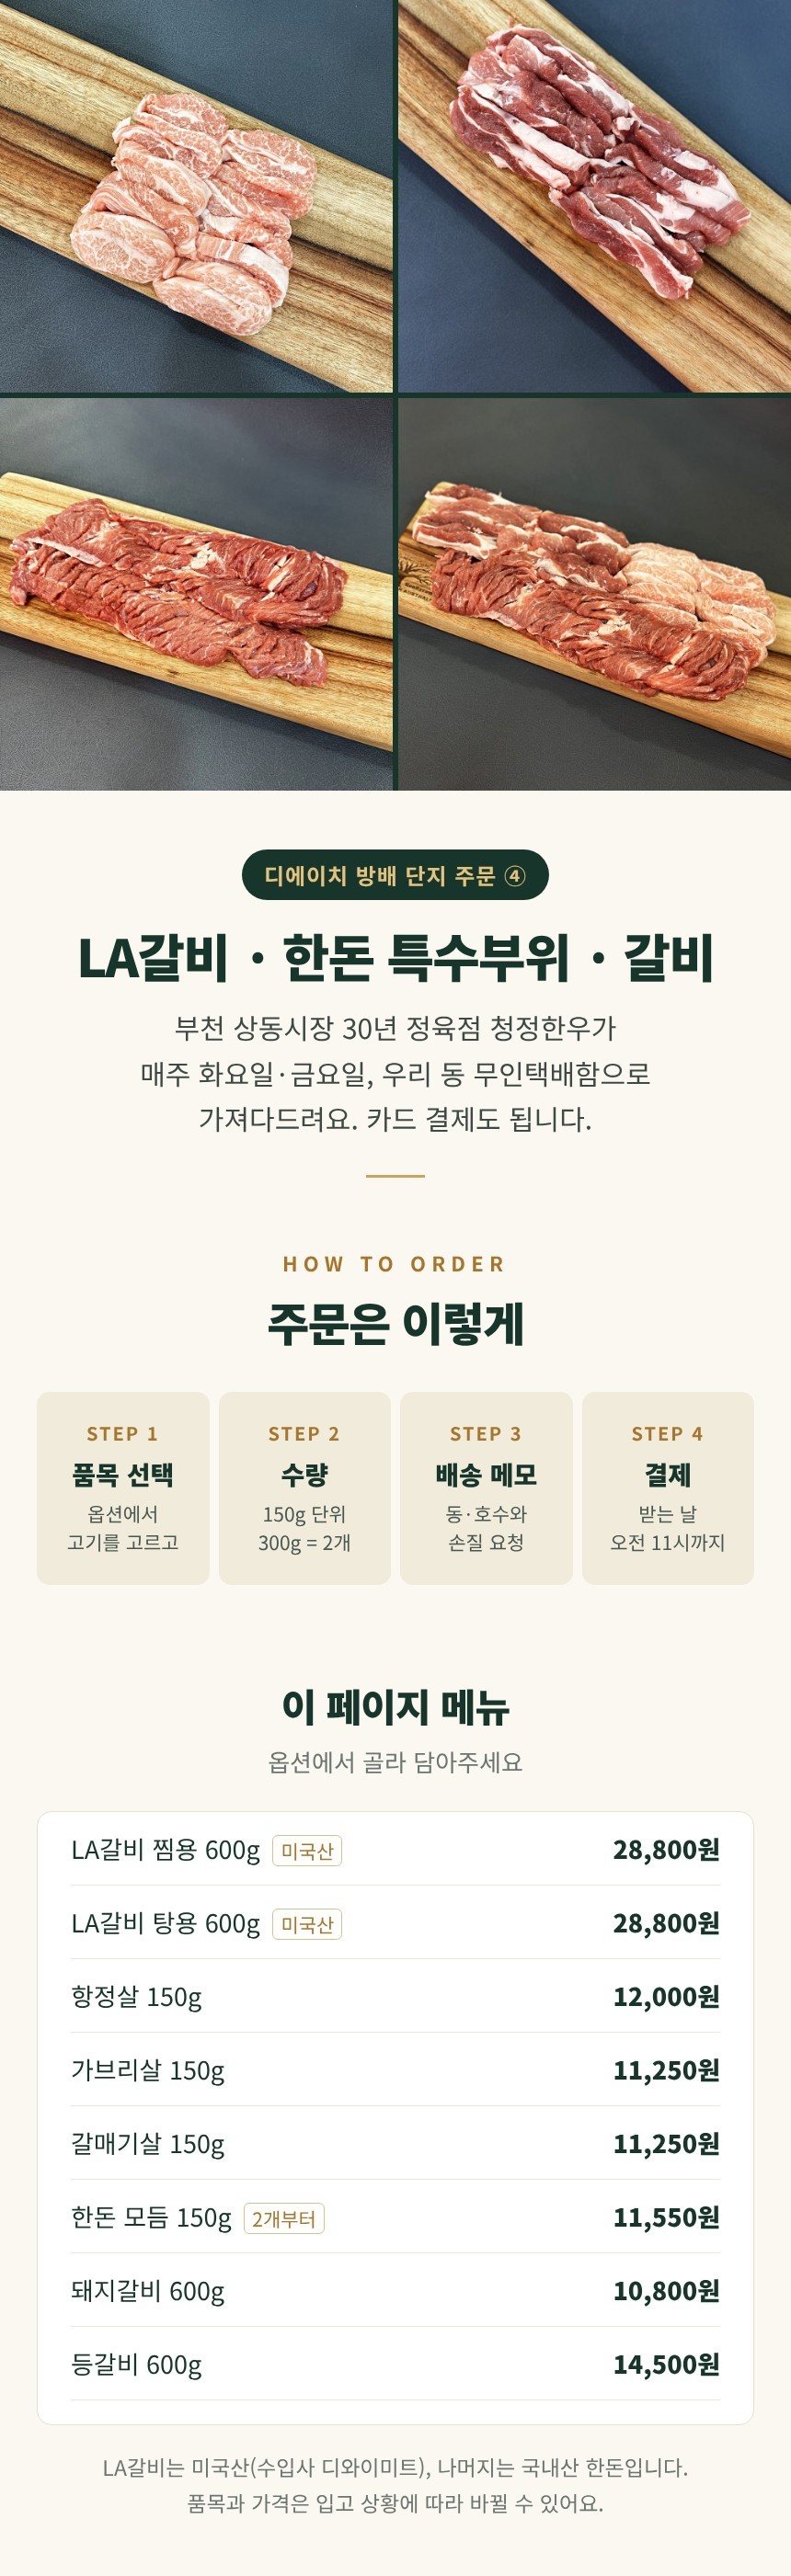 디에이치 방배 단지 주문 ④
LA갈비 · 한돈 특수부위 · 갈비
부천 상동시장 30년 정육점 청정한우가
매주 화요일·금요일, 우리 동 무인택배함으로
가져다드려요. 카드 결제도 됩니다.
HOW TO ORDER
주문은 이렇게
STEP 1
품목 선택
옵션에서
고기를 고르고
STEP 2
수량
150g 단위
300g = 2개
STEP 3
배송 메모
동·호수와
손질 요청
STEP 4
결제
받는 날
오전 11시까지
이 페이지 메뉴
옵션에서 골라 담아주세요
LA갈비 찜용 600g 미국산 28,800원
LA갈비 탕용 600g 미국산 28,800원
항정살 150g 12,000원
가브리살 150g 11,250원
갈매기살 150g 11,250원
한돈 모듬 150g 2개부터 11,550원
돼지갈비 600g 10,800원
등갈비 600g 14,500원
LA갈비는 미국산(수입사 디와이미트), 나머지는 국내산 한돈입니다.
품목과 가격은 입고 상황에 따라 바뀔 수 있어요.